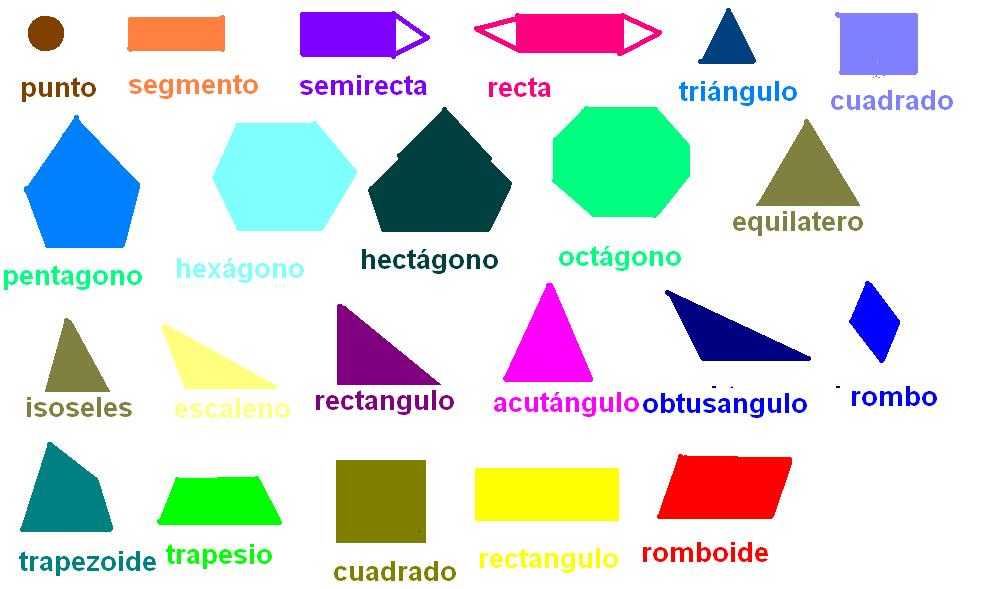 punto
segmento
semirecta
recta
triángulo
cuadrado
pentagono
hexágono
hectágono
octágono
equilatero
isoseles
escaleno
rectangulo
acutángulo
obtusangulo
rombo
trapezoide
trapesio
cuadrado
rectangulo
romboide